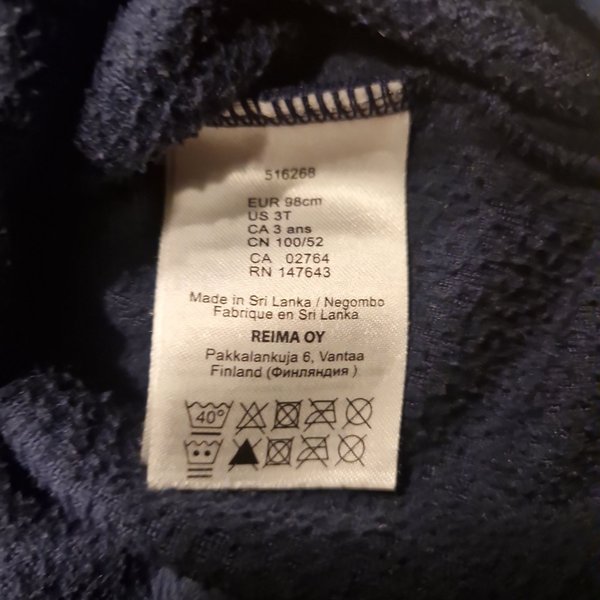 516268
EUR 98cm
US 3T
CA 3 ans
CN 100/52
CA 02764
RN 147643
Made in Sri Lanka / Negombo
Fabrique en Sri Lanka
REIMA OY
Pakkalankuja 6, Vantaa
Finland (Финляндия )
40°